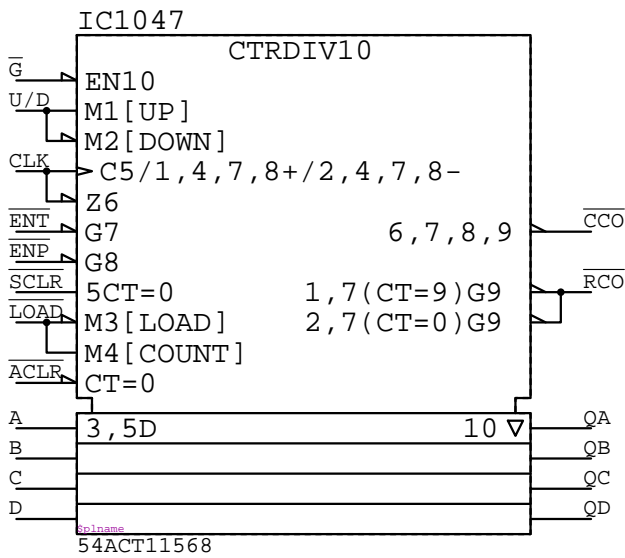 IC1047
CTRDIV10
G EN10
U/D M1[UP]
M2[DOWN]
CLK C5/1,4,7,8+/2,4,7,8-
Z6
ENT G7 6,7,8,9 CCO
ENP G8
SCLR 5CT=0 1,7(CT=9)G9 RCO
LOAD M3[LOAD] 2,7(CT=0)G9
M4[COUNT]
ACLR CT=0
A 3,5D 10 ▽ QA
B QB
C QC
D QD
$plname
54ACT11568